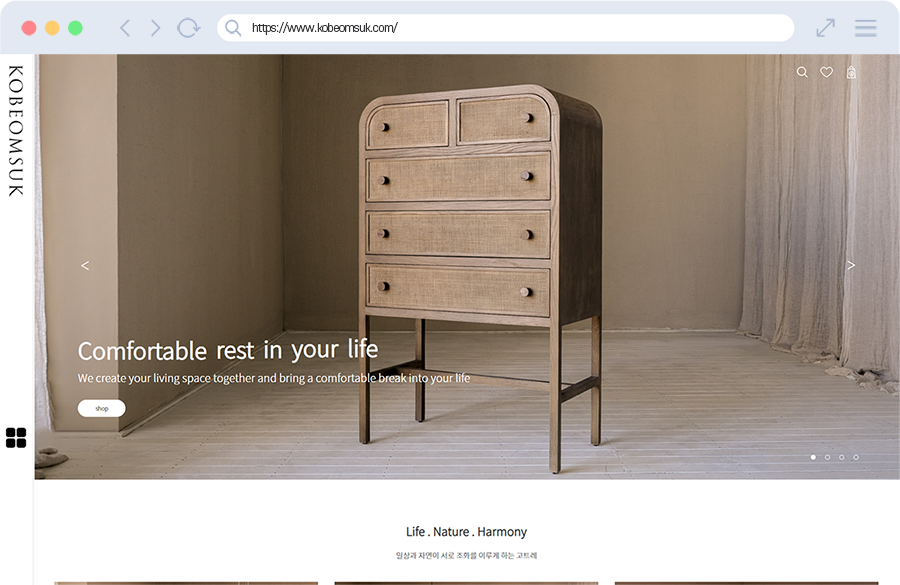 https://www.kobeomsuk.com/
KOBEOMSUK
Comfortable rest in your life
We create your living space together and bring a comfortable break into your life
shop
Life . Nature . Harmony
일상과 자연이 서로 조화를 이루게 하는 고트레